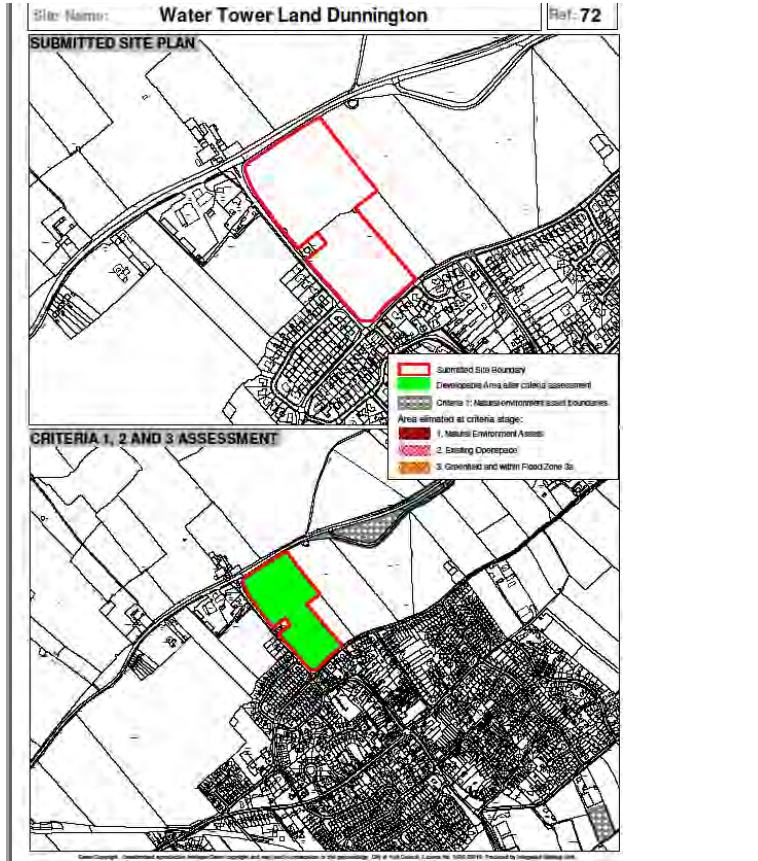 Site Name: Water Tower Land Dunnington Ref: 72
SUBMITTED SITE PLAN
Submitted Site Boundary
Developable Area after criteria assessment
Criteria 1: Natural environment asset boundaries
Area elimated at criteria stage:
1. Natural Environment Assets
2. Existing Openspace
3. Greenfield and within Flood Zone 3a
CRITERIA 1, 2 AND 3 ASSESSMENT